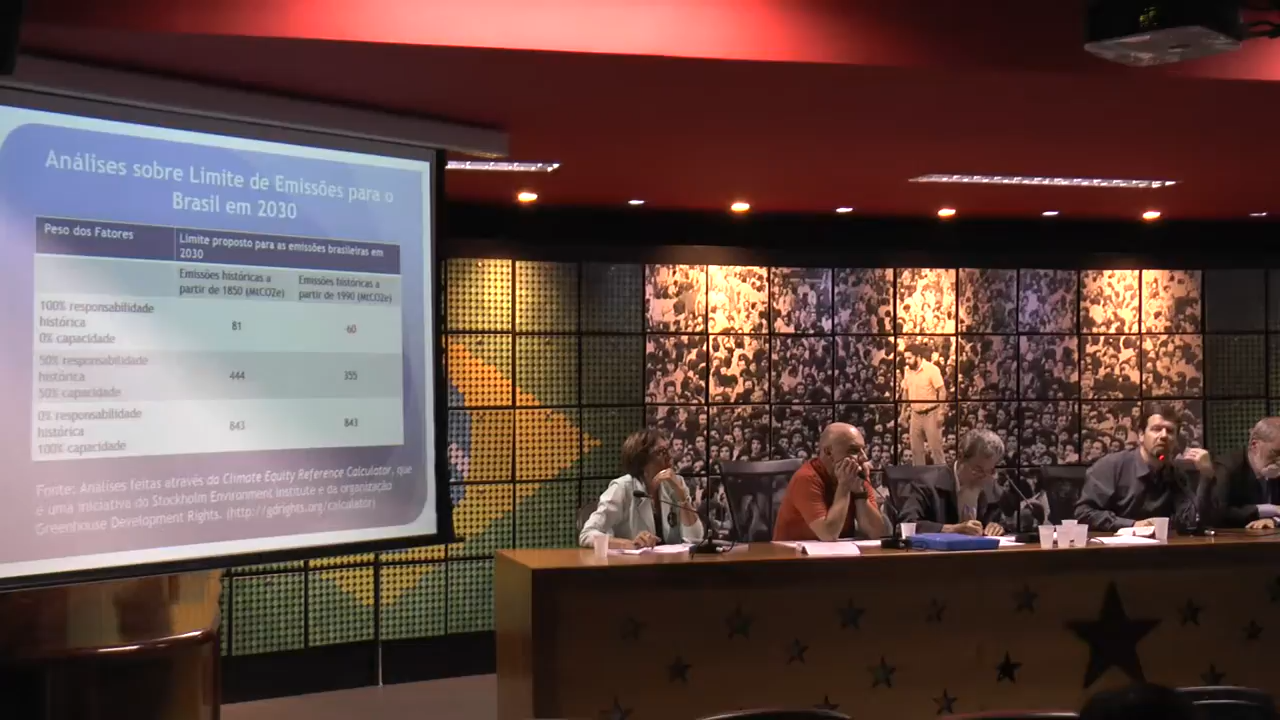 Análises sobre Limite de Emissões para o
Brasil em 2030
Peso dos Fatores
Limite proposto para as emissões brasileiras em
2030
Emissões históricas a
partir de 1850 (MtCO2e)
Emissões históricas a
partir de 1990 (MtCO2e)
100% responsabilidade
histórica
0% capacidade
81
60
50% responsabilidade
histórica
50% capacidade
444
355
0% responsabilidade
histórica
100% capacidade
843
843
Fonte: Análises feitas através da Climate Equity Reference Calculator, que
é uma iniciativa do Stockholm Environment Institute e da organização
Greenhouse Development Rights. (http://gdrights.org/calculator)